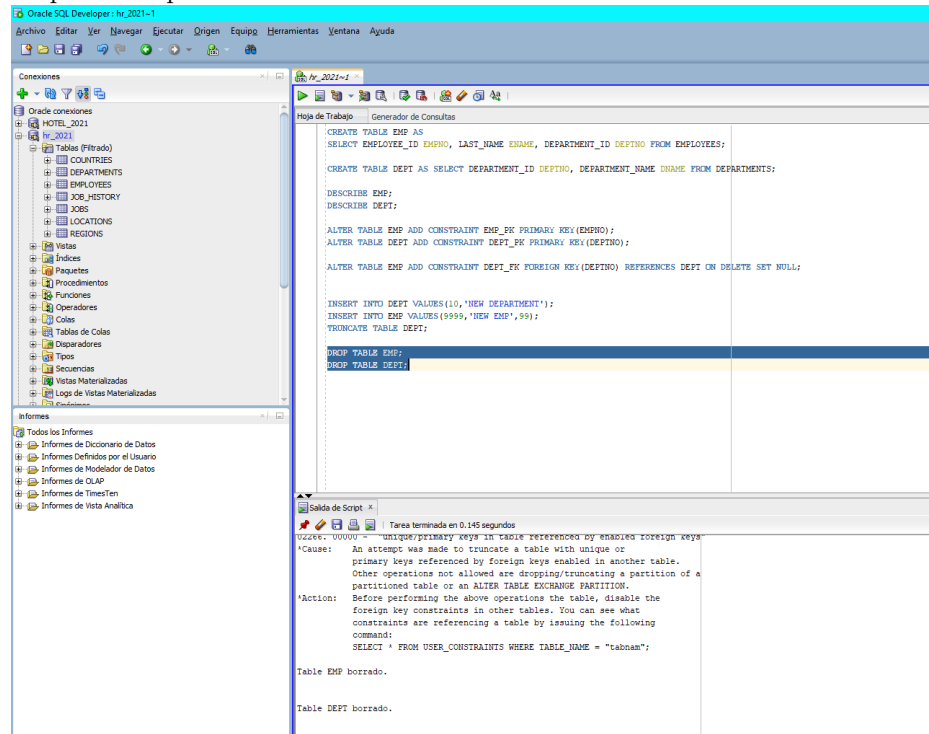 Oracle SQL Developer : hr_2021~1
Archivo Editar Ver Navegar Ejecutar Origen Equipo Herramientas Ventana Ayuda
Conexiones
Oracle conexiones
HOTEL_2021
hr_2021
Tablas (Filtrado)
COUNTRIES
DEPARTMENTS
EMPLOYEES
JOB_HISTORY
JOBS
LOCATIONS
REGIONS
Vistas
Índices
Paquetes
Procedimientos
Funciones
Operadores
Colas
Tablas de Colas
Disparadores
Tipos
Secuencias
Vistas Materializadas
Logs de Vistas Materializadas
Informes
Todos los Informes
Informes de Diccionario de Datos
Informes Definidos por el Usuario
Informes de Modelador de Datos
Informes de OLAP
Informes de TimesTen
Informes de Vista Analítica
hr_2021~1
Hoja de Trabajo Generador de Consultas
CREATE TABLE EMP AS
SELECT EMPLOYEE_ID EMPNO, LAST_NAME ENAME, DEPARTMENT_ID DEPTNO FROM EMPLOYEES;
CREATE TABLE DEPT AS SELECT DEPARTMENT_ID DEPTNO, DEPARTMENT_NAME DNAME FROM DEPARTMENTS;
DESCRIBE EMP;
DESCRIBE DEPT;
ALTER TABLE EMP ADD CONSTRAINT EMP_PK PRIMARY KEY(EMPNO);
ALTER TABLE DEPT ADD CONSTRAINT DEPT_PK PRIMARY KEY(DEPTNO);
ALTER TABLE EMP ADD CONSTRAINT DEPT_FK FOREIGN KEY(DEPTNO) REFERENCES DEPT ON DELETE SET NULL;
INSERT INTO DEPT VALUES(10,'NEW DEPARTMENT');
INSERT INTO EMP VALUES(9999,'NEW EMP',99);
TRUNCATE TABLE DEPT;
DROP TABLE EMP;
DROP TABLE DEPT;
Salida de Script x
Tarea terminada en 0.145 segundos
02266. 00000 - "unique/primary keys in table referenced by enabled foreign keys"
*Cause: An attempt was made to truncate a table with unique or
primary keys referenced by foreign keys enabled in another table.
Other operations not allowed are dropping/truncating a partition of a
partitioned table or an ALTER TABLE EXCHANGE PARTITION.
*Action: Before performing the above operations the table, disable the
foreign key constraints in other tables. You can see what
constraints are referencing a table by issuing the following
command:
SELECT * FROM USER_CONSTRAINTS WHERE TABLE_NAME = "tabnam";
Table EMP borrado.
Table DEPT borrado.